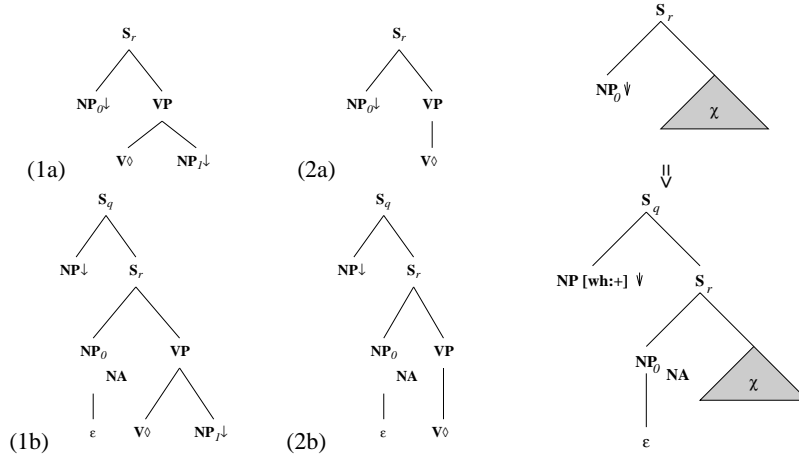 S_r
NP_0↓ VP
V◊ NP_1↓
(1a)
S_r
NP_0↓ VP
V◊
(2a)
S_r
NP_0↓
χ
=>
S_q
NP↓ S_r
NP_0 VP
NA
ε V◊ NP_1↓
(1b)
S_q
NP↓ S_r
NP_0 VP
NA
ε V◊
(2b)
S_q
NP [wh:+]↓ S_r
NP_0 NA
χ
ε